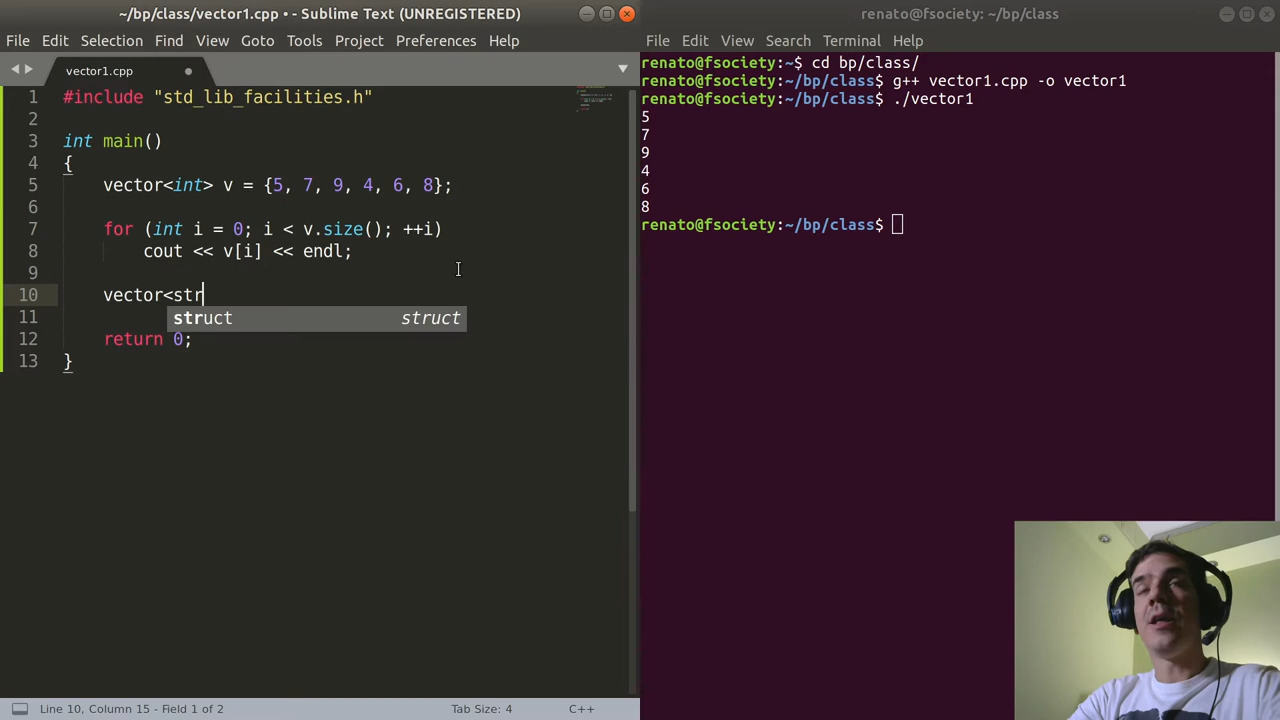 ~/bp/class/vector1.cpp • - Sublime Text (UNREGISTERED)
File Edit Selection Find View Goto Tools Project Preferences Help
vector1.cpp
1 #include "std_lib_facilities.h"
2
3 int main()
4 {
5 vector<int> v = {5, 7, 9, 4, 6, 8};
6
7 for (int i = 0; i < v.size(); ++i)
8 cout << v[i] << endl;
9
10 vector<str
struct struct
11
12 return 0;
13 }
Line 10, Column 15 - Field 1 of 2 Tab Size: 4 C++
renato@fsociety: ~/bp/class
File Edit View Search Terminal Help
renato@fsociety:~$ cd bp/class/
renato@fsociety:~/bp/class$ g++ vector1.cpp -o vector1
renato@fsociety:~/bp/class$ ./vector1
5
7
9
4
6
8
renato@fsociety:~/bp/class$